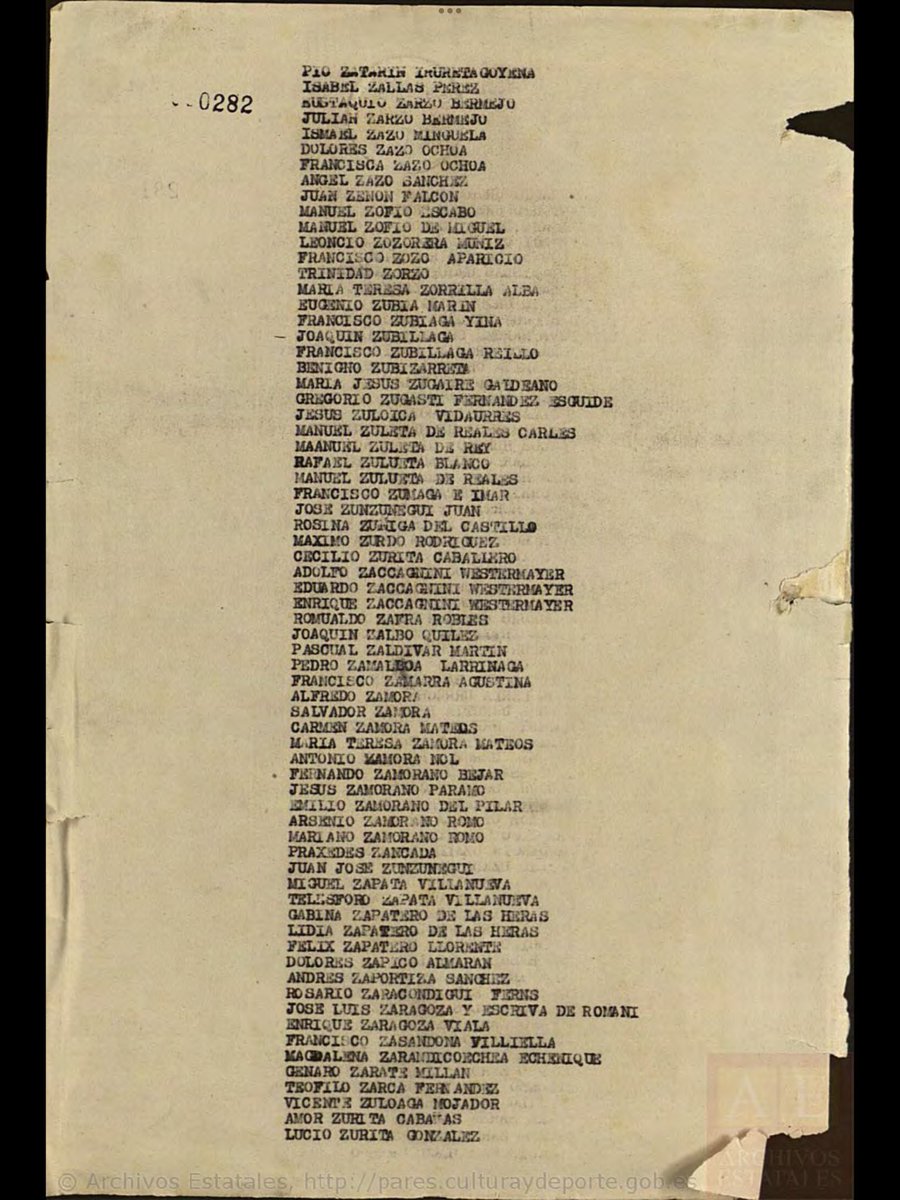 0282
PIO ZATARIN IRURETAGOYENA
ISABEL ZALLAS PEREZ
EUSTAQUIO ZARZO BERMEJO
JULIAN ZARZO BERMEJO
ISMAEL ZAZO MINGUELA
DOLORES ZAZO OCHOA
FRANCISCA ZAZO OCHOA
ANGEL ZAZO SANCHEZ
JUAN ZENON FALCON
MANUEL ZOFIO ESCABO
MANUEL ZOFIO DE MIGUEL
LEONCIO ZOZORERA MUÑIZ
FRANCISCO ZOZO APARICIO
TRINIDAD ZORZO
MARIA TERESA ZORRILLA ALBA
EUGENIO ZUBIA MARIN
FRANCISCO ZUBIAGA YINA
JOAQUIN ZUBILLAGA
FRANCISCO ZUBILLAGA REILLO
BENIGNO ZUBIZARRETA
MARIA JESUS ZUGAIRE GALDEANO
GREGORIO ZUGASTI FERNANDEZ ESGUIDE
JESUS ZULOICA VIDAURRES
MANUEL ZULETA DE REALES CARLES
MAANUEL ZULETA DE REY
RAFAEL ZULUETA BLANCO
MANUEL ZULUETA DE REALES
FRANCISCO ZUMAGA E IMAR
JOSE ZUNZUNEGUI JUAN
ROSINA ZUÑIGA DEL CASTILLO
MAXIMO ZURDO RODRIGUEZ
CECILIO ZURITA CABALLERO
ADOLFO ZACCAGNINI WESTERMAYER
EDUARDO ZACCAGNINI WESTERMAYER
ENRIQUE ZACCAGNINI WESTERMAYER
ROMUALDO ZAFRA ROBLES
JOAQUIN ZALBO QUILEZ
PASCUAL ZALDIVAR MARTIN
PEDRO ZAMALLOA LARRINAGA
FRANCISCO ZAMARRA AGUSTINA
ALFREDO ZAMORA
SALVADOR ZAMORA
CARMEN ZAMORA MATEOS
MARIA TERESA ZAMORA MATEOS
ANTONIO ZAMORA NOL
FERNANDO ZAMORANO BEJAR
JESUS ZAMORANO PARAMO
EMILIO ZAMORANO DEL PILAR
ARSENIO ZAMORANO ROMO
MARIANO ZAMORANO ROMO
PRAXEDES ZANCADA
JUAN JOSE ZUNZUNEGUI
MIGUEL ZAPATA VILLANUEVA
TELESFORO ZAPATA VILLANUEVA
GABINA ZAPATERO DE LAS HERAS
LIDIA ZAPATERO DE LAS HERAS
FELIX ZAPATERO LLORENTE
DOLORES ZAPICO ALMARAN
ANDRES ZAPORTIZA SANCHEZ
ROSARIO ZARACONDIGUI FERNS
JOSE LUIS ZARAGOZA Y ESCRIVA DE ROMANI
ENRIQUE ZARAGOZA VIALA
FRANCISCO ZASANDONA VILLIELLA
MAGDALENA ZARANDICOECHEA ECHENIQUE
GENARO ZARATE MILLAN
TEOFILO ZARCA FERNANDEZ
VICENTE ZULOAGA MOJADOR
AMOR ZURITA
LUCIO ZURITA GONZALEZ
© Archivos Estatales, http://pares.culturaydeporte.gob.es
ARCHIVOS
ESTATALES